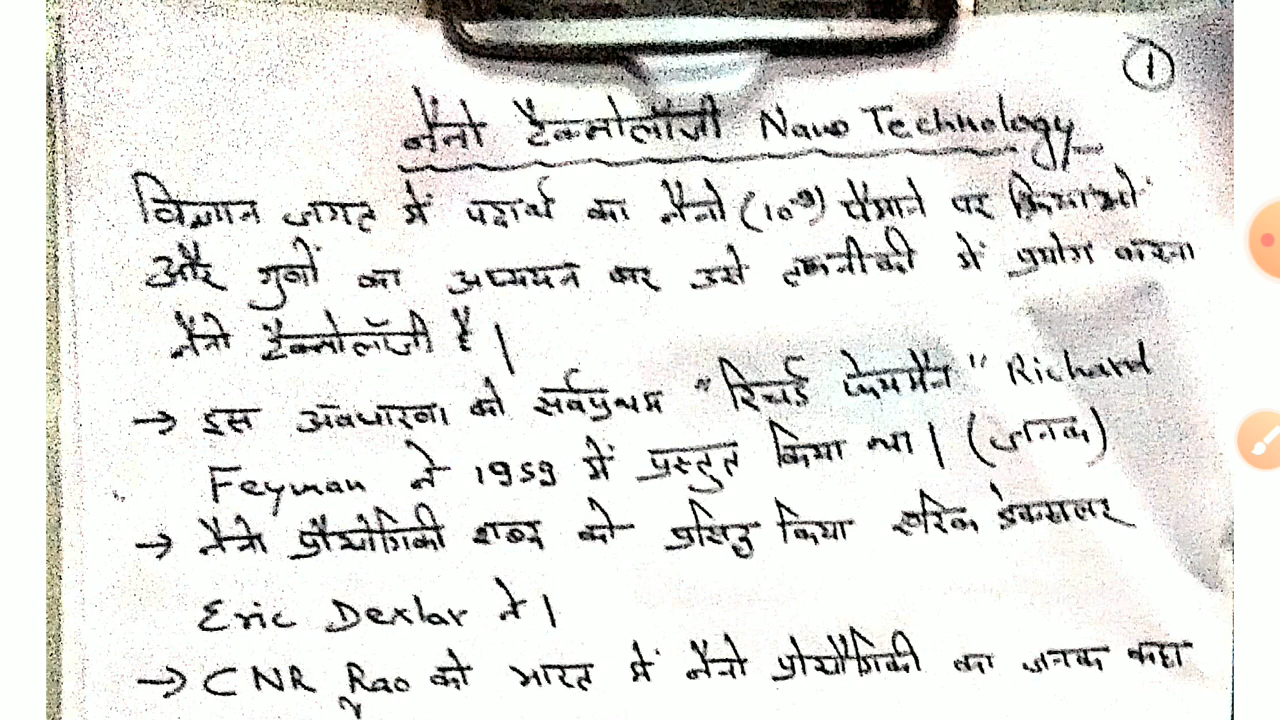 1
नैनो टैक्नोलॉजी Nano Technology
विज्ञान जगत में पदार्थ का नैनो (10⁻⁹) पैमाने पर क्रियाओं
और गुणों का अध्ययन कर उसे तकनीकी में प्रयोग करना
नैनो टैक्नोलॉजी है |
→ इस अवधारणा को सर्वप्रथम "रिचर्ड फेयमैन" Richard
Feyman ने 1959 में प्रस्तुत किया था | (जनक)
→ नैनो प्रौद्योगिकी शब्द को प्रसिद्ध किया एरिक डेक्सलर
Eric Dexlar ने |
→ CNR Rao को भारत में नैनो प्रौद्योगिकी का जनक कहा